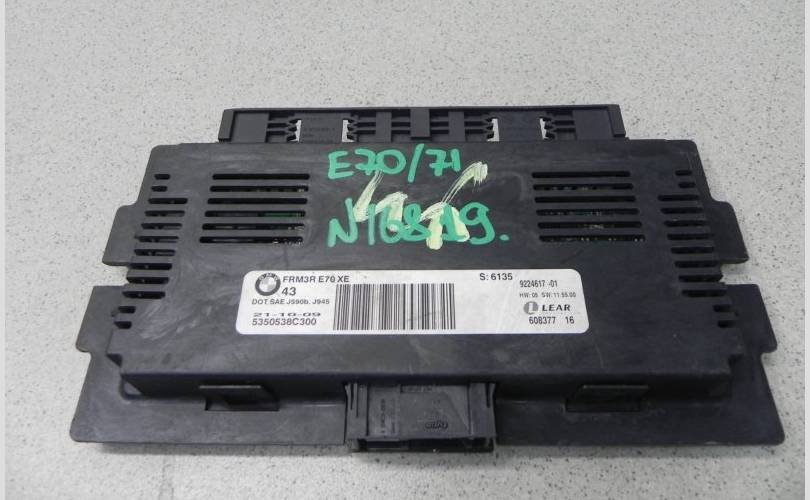 E70/71
N16819.
FRM3R E70 XE
43
DOT SAE J590b. J945
21-10-09
5350538C300
S: 6135
9224617 -01
HW: 05 SW: 11.55.00
LEAR
608377 16